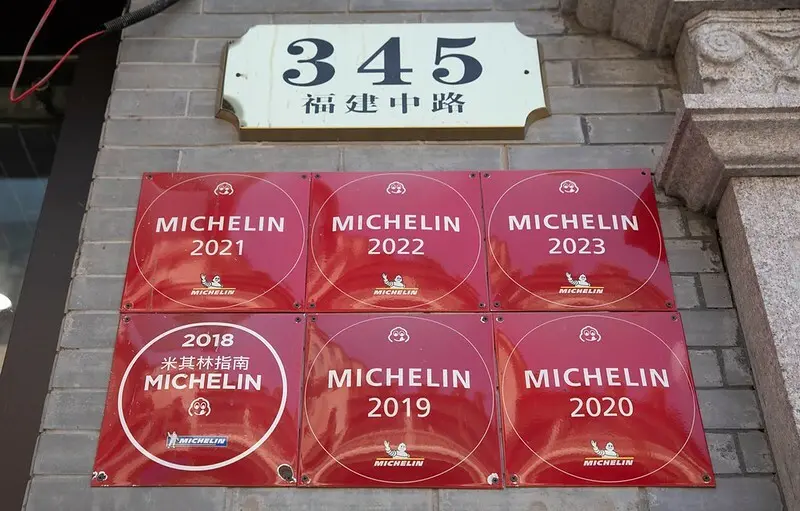 345
福建中路
MICHELIN
2021
MICHELIN
MICHELIN
2022
MICHELIN
MICHELIN
2023
MICHELIN
2018
米其林指南
MICHELIN
MICHELIN
MICHELIN
2019
MICHELIN
MICHELIN
2020
MICHELIN